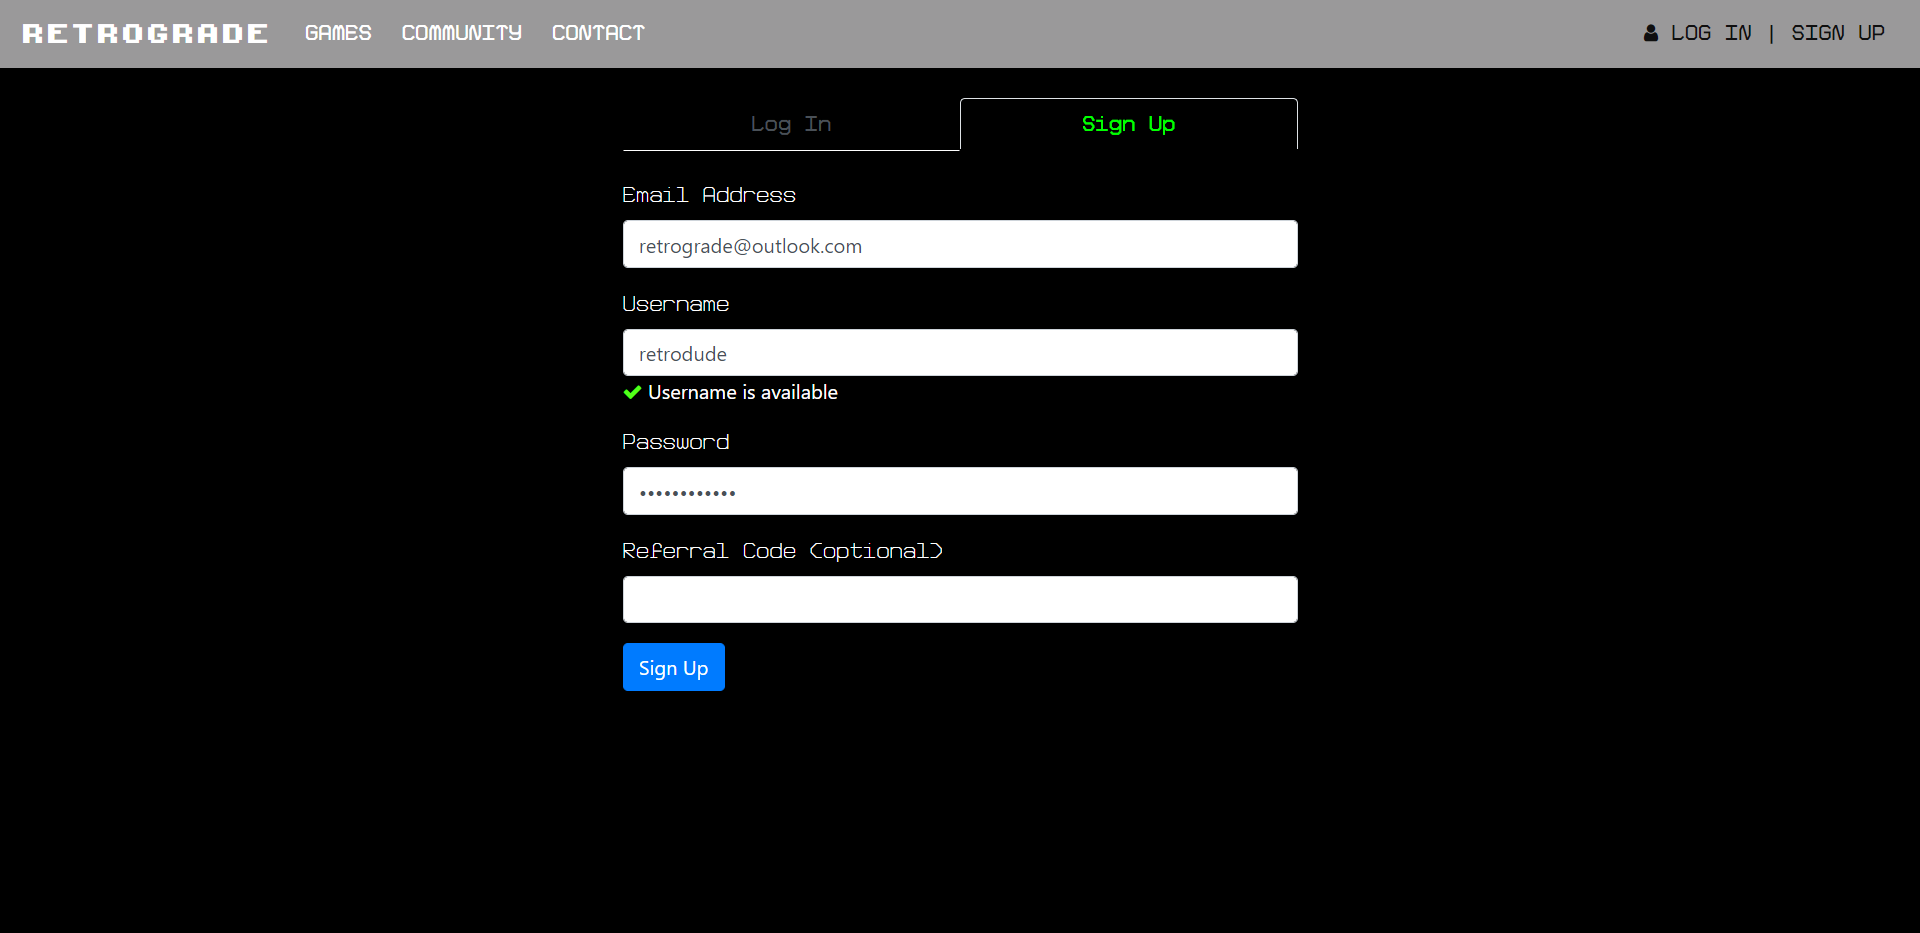 RETROGRADE GAMES COMMUNITY CONTACT LOG IN | SIGN UP
Log In Sign Up
Email Address
retrograde@outlook.com
Username
retrodude
Username is available
Password
••••••••••••
Referral Code (optional)
Sign Up